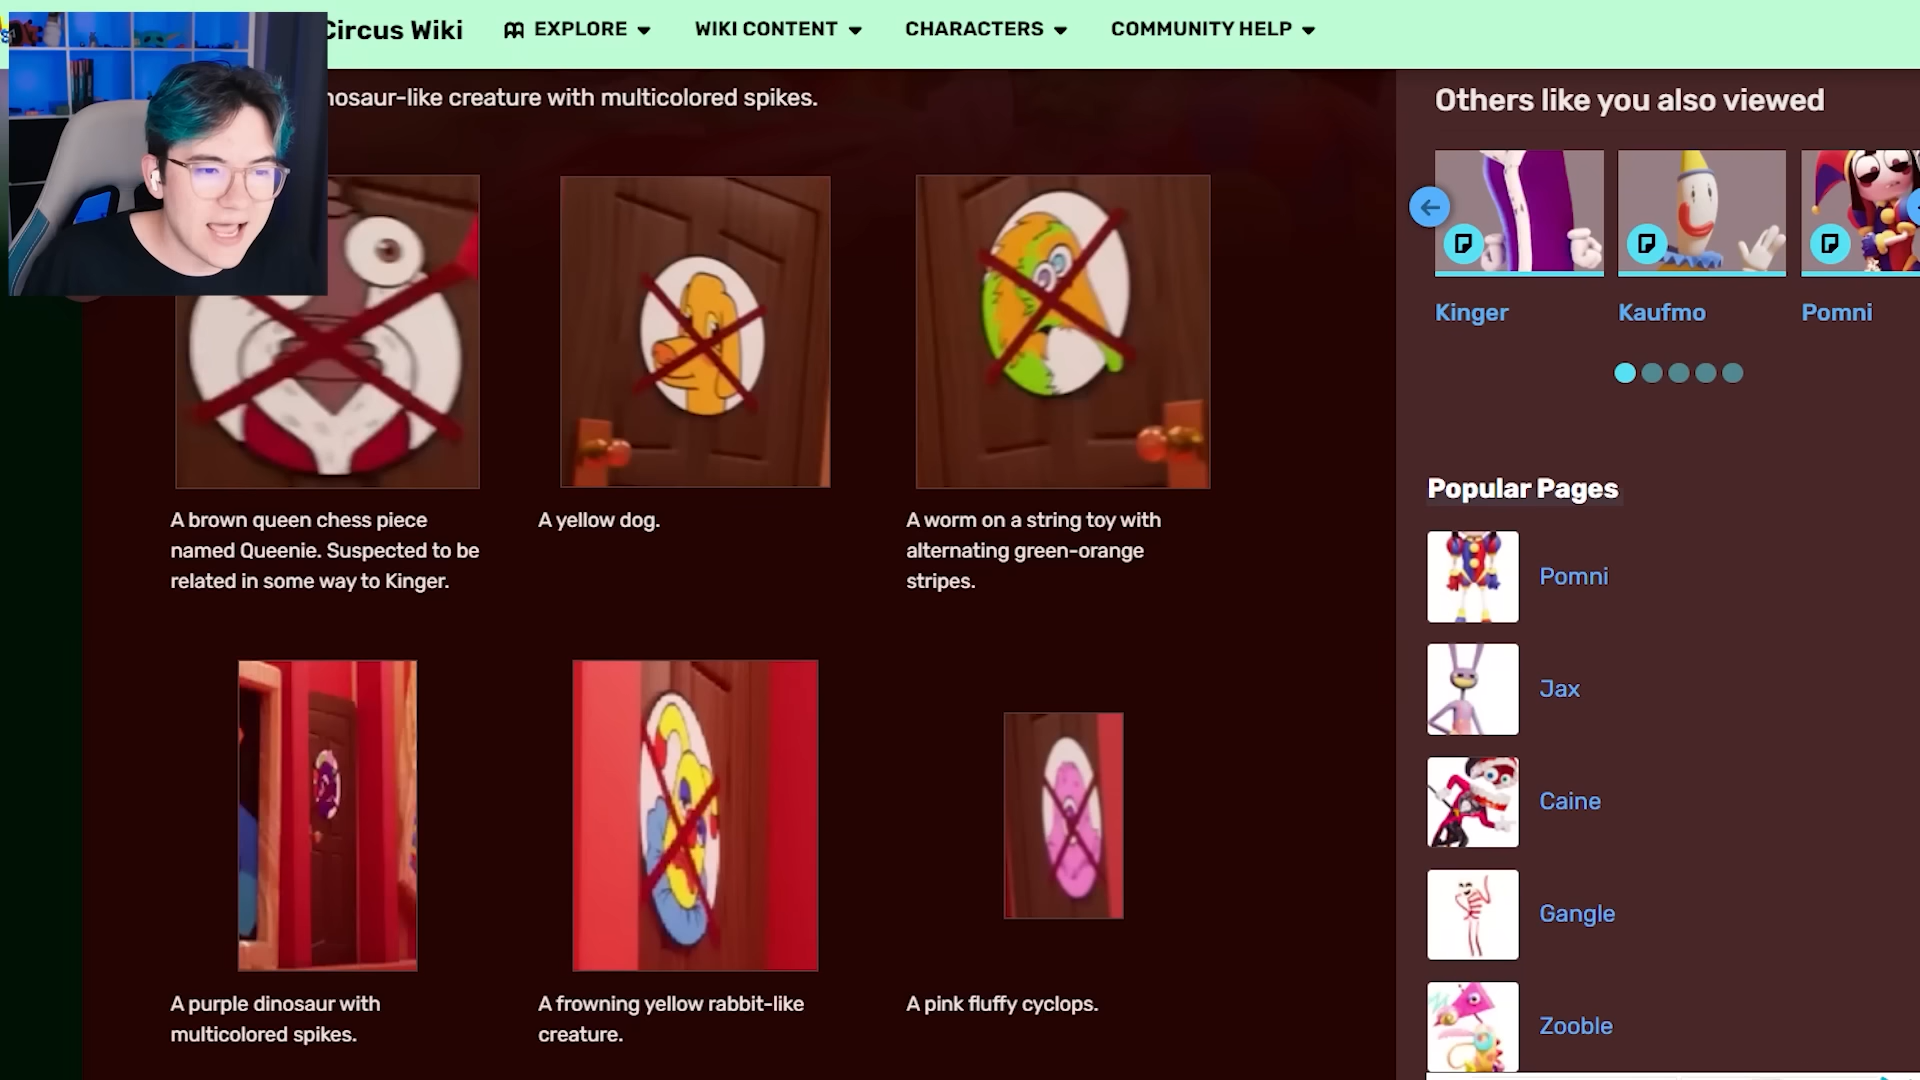 Circus Wiki
EXPLORE
WIKI CONTENT
CHARACTERS
COMMUNITY HELP
nosaur-like creature with multicolored spikes.
Others like you also viewed
Kinger
Kaufmo
Pomni
A brown queen chess piece
named Queenie. Suspected to be
related in some way to Kinger.
A yellow dog.
A worm on a string toy with
alternating green-orange
stripes.
Popular Pages
Pomni
Jax
Caine
Gangle
Zooble
A purple dinosaur with
multicolored spikes.
A frowning yellow rabbit-like
creature.
A pink fluffy cyclops.